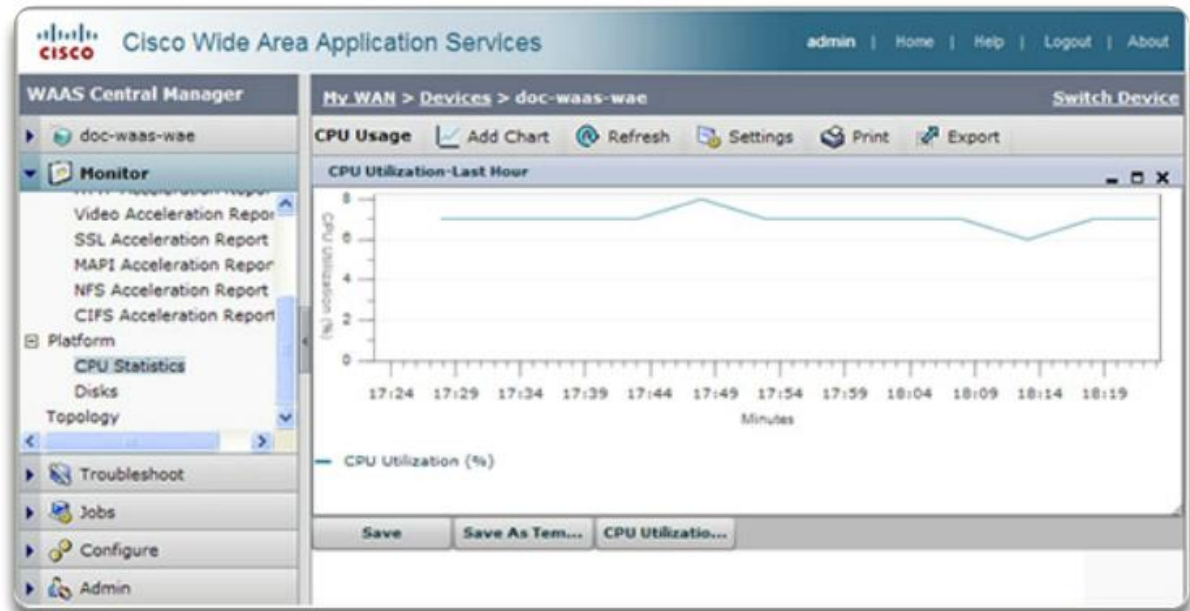 CISCO
Cisco Wide Area Application Services
admin | Home | Help | Logout | About
WAAS Central Manager
My WAN > Devices > doc-waas-wae
Switch Device
doc-waas-wae
CPU Usage Add Chart Refresh Settings Print Export
Monitor
Video Acceleration Repor
SSL Acceleration Report
MAPI Acceleration Repor
NFS Acceleration Report
CIFS Acceleration Report
Platform
CPU Statistics
Disks
Topology
Troubleshoot
Jobs
Configure
Admin
CPU Utilization-Last Hour
CPU Utilization (%)
8
6
4
2
0
17:24 17:29 17:34 17:39 17:44 17:49 17:54 17:59 18:04 18:09 18:14 18:19
Minutes
CPU Utilization (%)
Save
Save As Tem...
CPU Utilizatio...